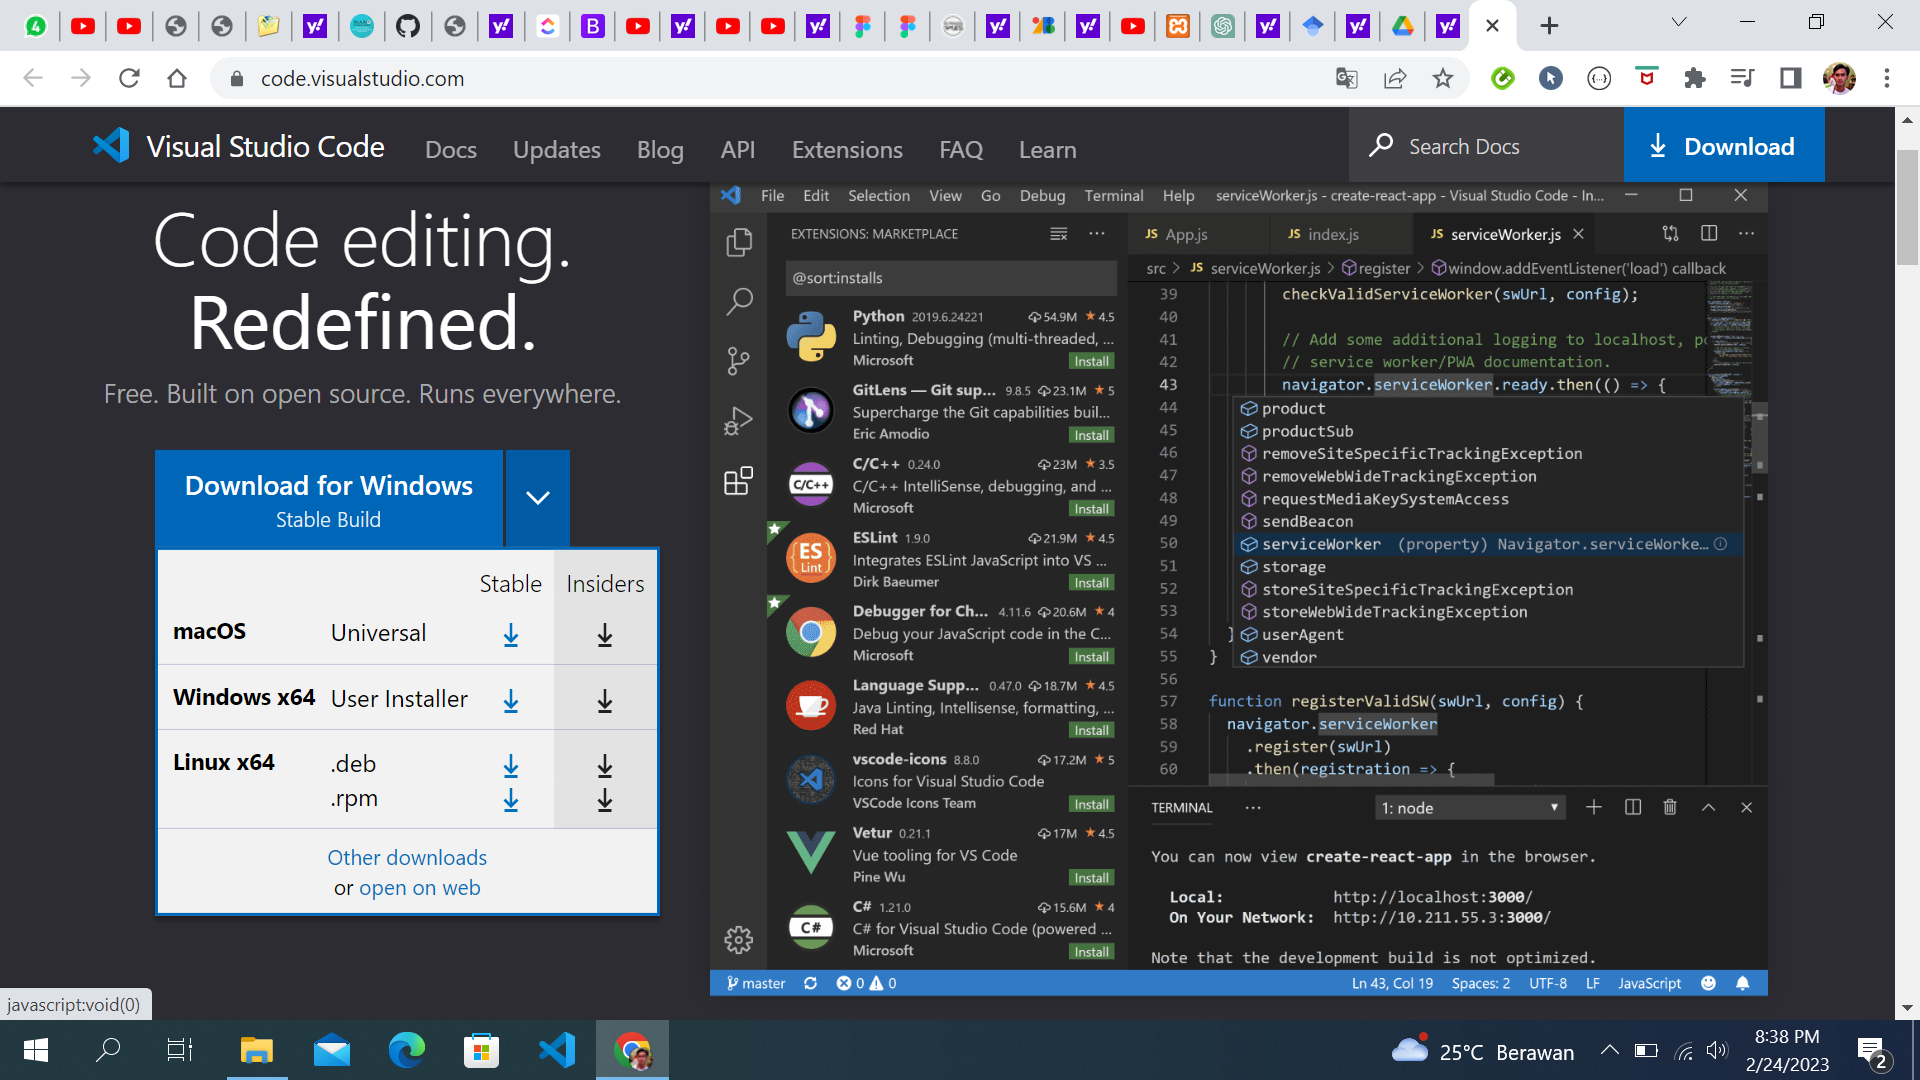 code.visualstudio.com
Visual Studio Code
Docs
Updates
Blog
API
Extensions
FAQ
Learn
Search Docs
Download
Code editing.
Redefined.
Free. Built on open source. Runs everywhere.
Download for Windows
Stable Build
Stable Insiders
macOS Universal
Windows x64 User Installer
Linux x64 .deb
.rpm
Other downloads
or open on web
File Edit Selection View Go Debug Terminal Help serviceWorker.js - create-react-app - Visual Studio Code - In...
EXTENSIONS: MARKETPLACE
@sort:installs
Python 2019.6.24221 54.9M 4.5
Linting, Debugging (multi-threaded, ...
Microsoft Install
GitLens — Git sup... 9.8.5 23.1M 5
Supercharge the Git capabilities buil...
Eric Amodio Install
C/C++
C/C++ 0.24.0 23M 3.5
C/C++ IntelliSense, debugging, and ...
Microsoft Install
ES
Lint
ESLint 1.9.0 21.9M 4.5
Integrates ESLint JavaScript into VS ...
Dirk Baeumer Install
Debugger for Ch... 4.11.6 20.6M 4
Debug your JavaScript code in the C...
Microsoft Install
Language Supp... 0.47.0 18.7M 4.5
Java Linting, Intellisense, formatting, ...
Red Hat Install
vscode-icons 8.8.0 17.2M 5
Icons for Visual Studio Code
VSCode Icons Team Install
Vetur 0.21.1 17M 4.5
Vue tooling for VS Code
Pine Wu Install
C#
C# 1.21.0 15.6M 4
C# for Visual Studio Code (powered ...
Microsoft Install
JS App.js
JS index.js
JS serviceWorker.js
src > JS serviceWorker.js > register > window.addEventListener('load') callback
39 checkValidServiceWorker(swUrl, config);
40
41 // Add some additional logging to localhost, po
42 // service worker/PWA documentation.
43 navigator.serviceWorker.ready.then(() => {
44 product
45 productSub
46 removeSiteSpecificTrackingException
47 removeWebWideTrackingException
48 requestMediaKeySystemAccess
49 sendBeacon
50 serviceWorker (property) Navigator.serviceWorke...
51 storage
52 storeSiteSpecificTrackingException
53 storeWebWideTrackingException
54 } userAgent
55 } vendor
56
57 function registerValidSW(swUrl, config) {
58 navigator.serviceWorker
59 .register(swUrl)
60 .then(registration => {
TERMINAL ... 1: node
You can now view create-react-app in the browser.
Local: http://localhost:3000/
On Your Network: http://10.211.55.3:3000/
Note that the development build is not optimized.
master 0 0 Ln 43, Col 19 Spaces: 2 UTF-8 LF JavaScript
javascript:void(0)
25°C Berawan
8:38 PM
2/24/2023
2